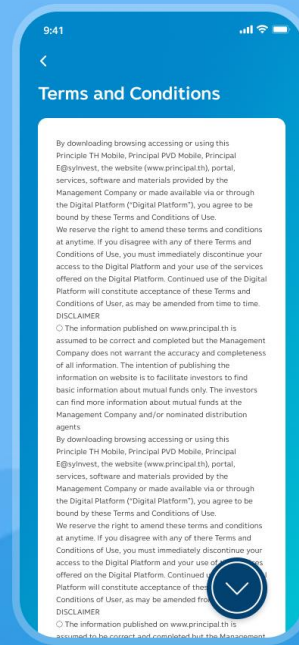 9:41
Terms and Conditions
By downloading browsing accessing or using this
Principle TH Mobile, Principal PVD Mobile, Principal
E@syInvest, the website (www.principal.th), portal,
services, software and materials provided by the
Management Company or made available via or through
the Digital Platform ("Digital Platform"), you agree to be
bound by these Terms and Conditions of Use.
We reserve the right to amend these terms and conditions
at anytime. If you disagree with any of there Terms and
Conditions of Use, you must immediately discontinue your
access to the Digital Platform and your use of the services
offered on the Digital Platform. Continued use of the Digital
Platform will constitute acceptance of these Terms and
Conditions of User, as may be amended from time to time.
DISCLAIMER
○ The information published on www.principal.th is
assumed to be correct and completed but the Management
Company does not warrant the accuracy and completeness
of all information. The intention of publishing the
information on website is to facilitate investors to find
basic information about mutual funds only. The investors
can find more information about mutual funds at the
Management Company and/or nominated distribution
agents.
By downloading browsing accessing or using this
Principle TH Mobile, Principal PVD Mobile, Principal
E@syInvest, the website (www.principal.th), portal,
services, software and materials provided by the
Management Company or made available via or through
the Digital Platform ("Digital Platform"), you agree to be
bound by these Terms and Conditions of Use.
We reserve the right to amend these terms and conditions
at anytime. If you disagree with any of there Terms and
Conditions of Use, you must immediately discontinue your
access to the Digital Platform and your use of
offered on the Digital Platform. Continued
Platform will constitute acceptance of
Conditions of User, as may be amended
DISCLAIMER
○ The information published on www.principal.th is
assumed to be correct and completed but the Management